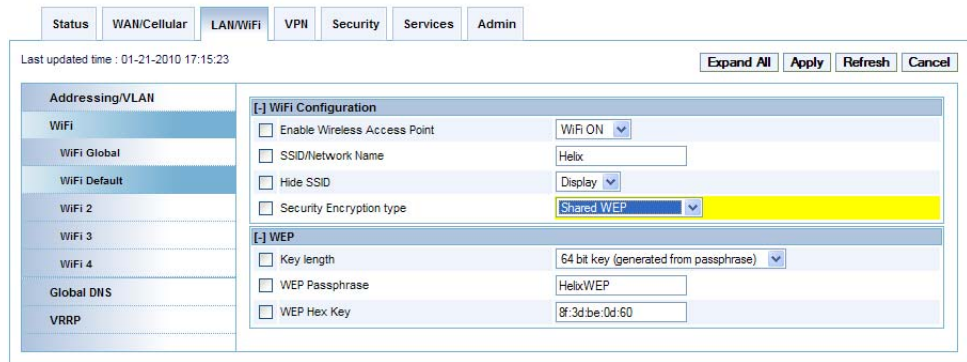 Status WAN/Cellular LAN/WiFi VPN Security Services Admin
Last updated time : 01-21-2010 17:15:23
Expand All Apply Refresh Cancel
Addressing/VLAN
WiFi
WiFi Global
WiFi Default
WiFi 2
WiFi 3
WiFi 4
Global DNS
VRRP
[-] WiFi Configuration
Enable Wireless Access Point WiFi ON
SSID/Network Name Helix
Hide SSID Display
Security Encryption type Shared WEP
[-] WEP
Key length 64 bit key (generated from passphrase)
WEP Passphrase HelixWEP
WEP Hex Key 8f:3d:be:0d:60